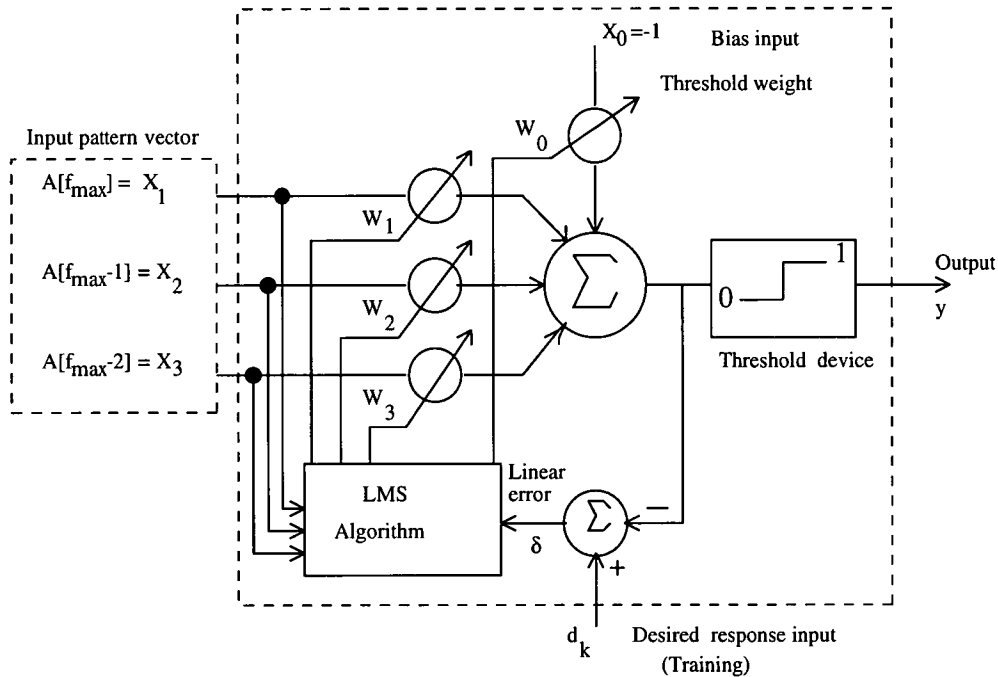 X0=-1
Bias input
Threshold weight
W0
Input pattern vector
A[fmax] = X1
W1
A[fmax-1] = X2
W2
Σ
0
1
Output
y
Threshold device
A[fmax-2] = X3
W3
LMS
Algorithm
Linear
error
δ
Σ
−
+
dk
Desired response input
(Training)